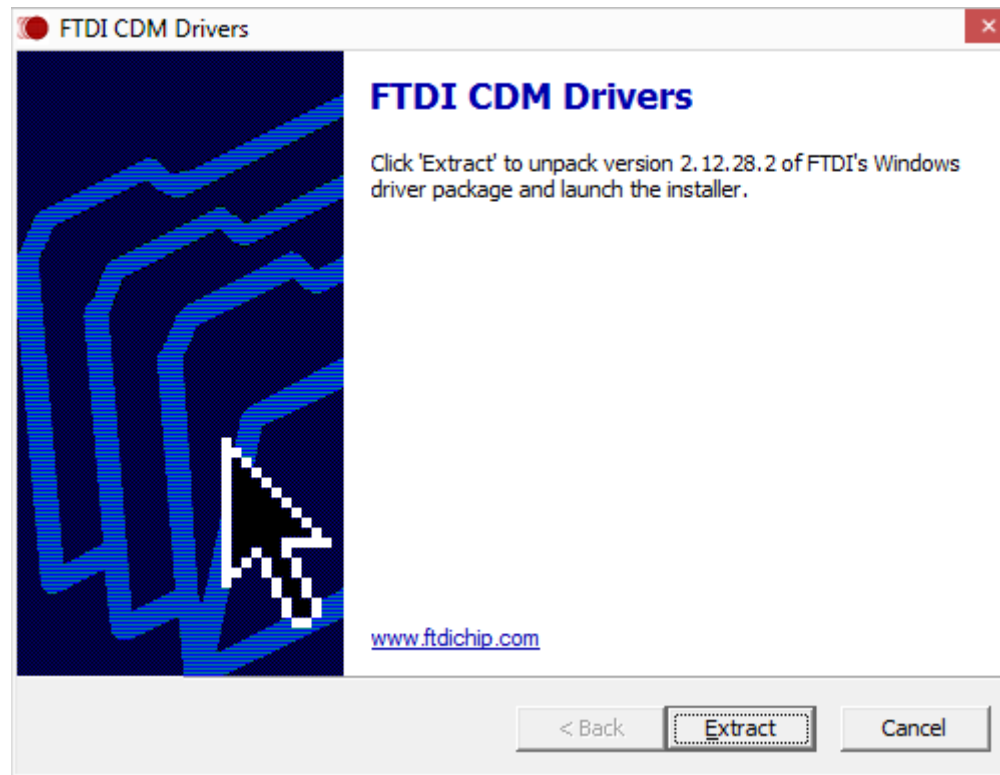 FTDI CDM Drivers
FTDI CDM Drivers
Click 'Extract' to unpack version 2.12.28.2 of FTDI's Windows
driver package and launch the installer.
www.ftdichip.com
< Back
Extract
Cancel